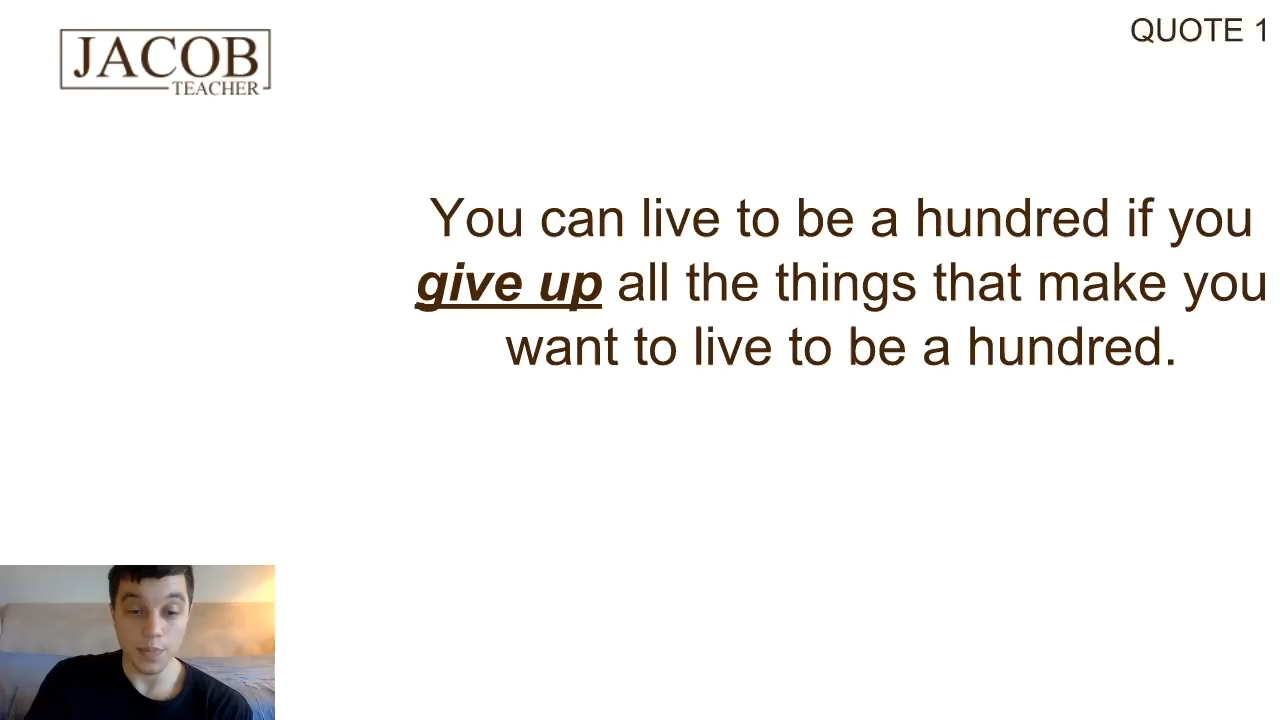 JACOB
TEACHER
QUOTE 1
You can live to be a hundred if you
give up all the things that make you
want to live to be a hundred.